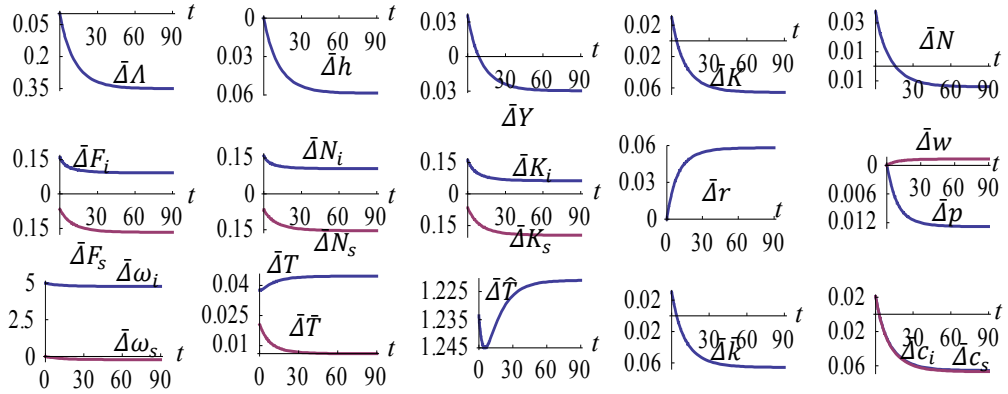 t
0.05
30 60 90
0.2
0.35
Δ̄Λ
t
0
30 60 90
0.03
0.06
Δ̄h
t
0.03
0
30 60 90
0.03
Δ̄Y
t
0.02
0.02
30 60 90
0.06
Δ̄K
t
0.03
0.01
0.01
30 60 90
Δ̄N
Δ̄F_i
0.15
0
t
30 60 90
0.15
Δ̄F_s
Δ̄N_i
0.15
0
t
30 60 90
0.15
Δ̄N_s
Δ̄K_i
0.15
0
t
30 60 90
0.15
Δ̄K_s
0.06
0.03
0
Δ̄r
t
0 30 60 90
Δ̄w
t
0
30 60 90
0.006
0.012
Δ̄p
Δ̄ω_i
5
2.5
0
Δ̄ω_s
t
0 30 60 90
Δ̄T
0.04
0.025
0.01
Δ̄T̄
t
0 30 60 90
1.225
1.235
1.245
Δ̄T̂
t
0 30 60 90
t
0.02
0.02
30 60 90
0.06
Δ̄k
t
0.02
0.02
30 60 90
0.06
Δ̄c_i
Δ̄c_s